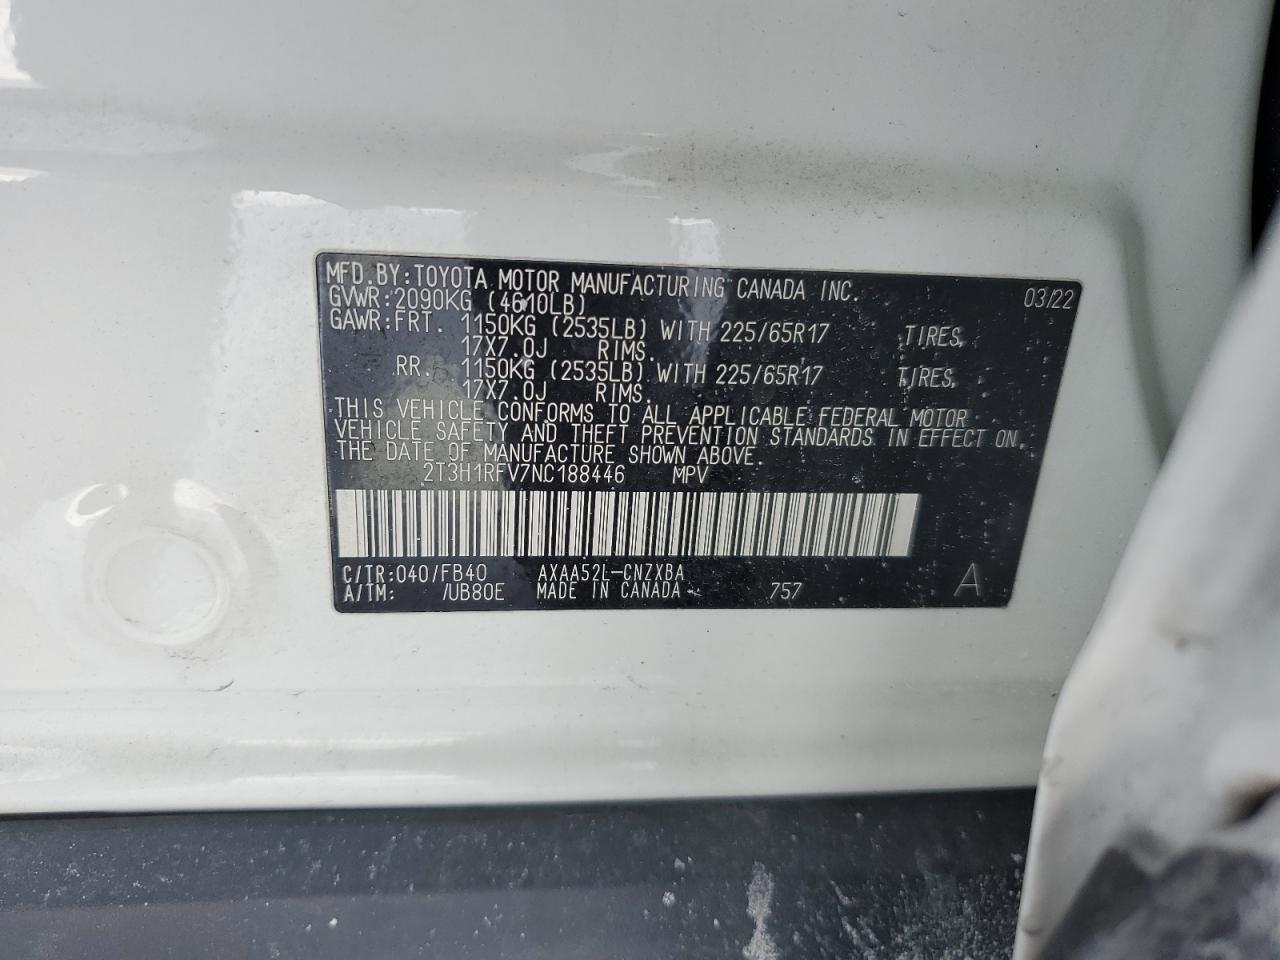 MFD.BY:TOYOTA MOTOR MANUFACTURING CANADA INC. 03/22
GVWR:2090KG (4610LB)
GAWR:FRT. 1150KG (2535LB) WITH 225/65R17 TIRES,
17X7.0J RIMS.
RR. 1150KG (2535LB) WITH 225/65R17 TIRES,
17X7.0J RIMS.
THIS VEHICLE CONFORMS TO ALL APPLICABLE FEDERAL MOTOR
VEHICLE SAFETY AND THEFT PREVENTION STANDARDS IN EFFECT ON
THE DATE OF MANUFACTURE SHOWN ABOVE.
2T3H1RFV7NC188446 MPV
C/TR:040/FB40 AXAA52L-CNZXBA
A/TM: /UB80E MADE IN CANADA 757 A